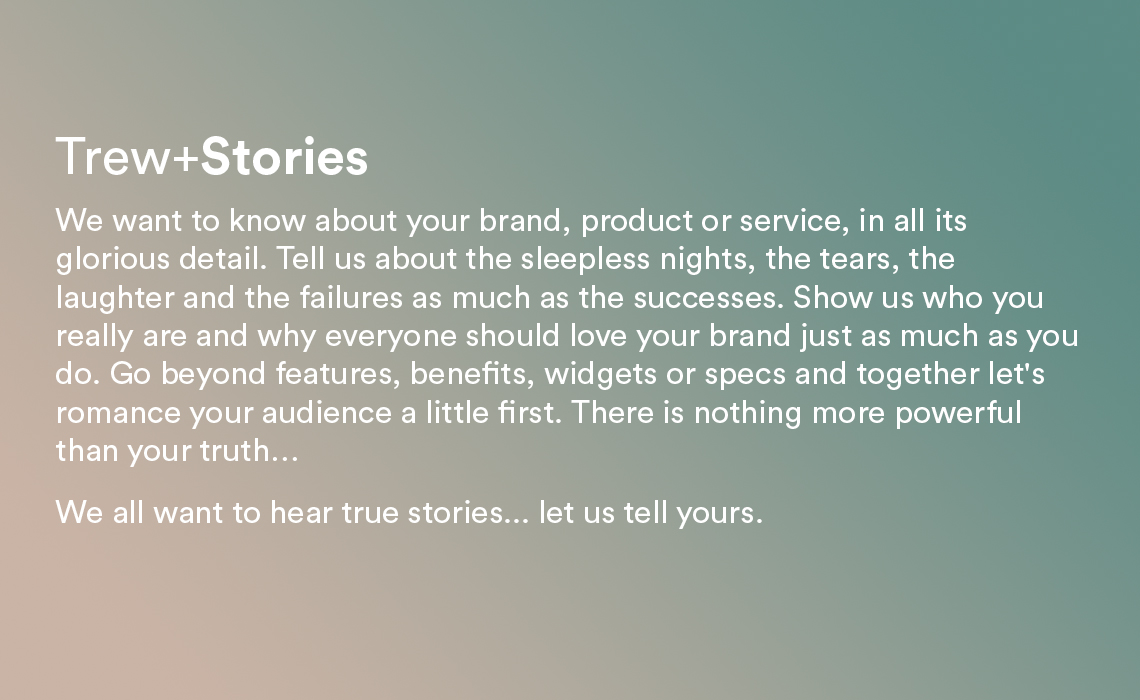 Trew+Stories
We want to know about your brand, product or service, in all its
glorious detail. Tell us about the sleepless nights, the tears, the
laughter and the failures as much as the successes. Show us who you
really are and why everyone should love your brand just as much as you
do. Go beyond features, benefits, widgets or specs and together let's
romance your audience a little first. There is nothing more powerful
than your truth…
We all want to hear true stories... let us tell yours.